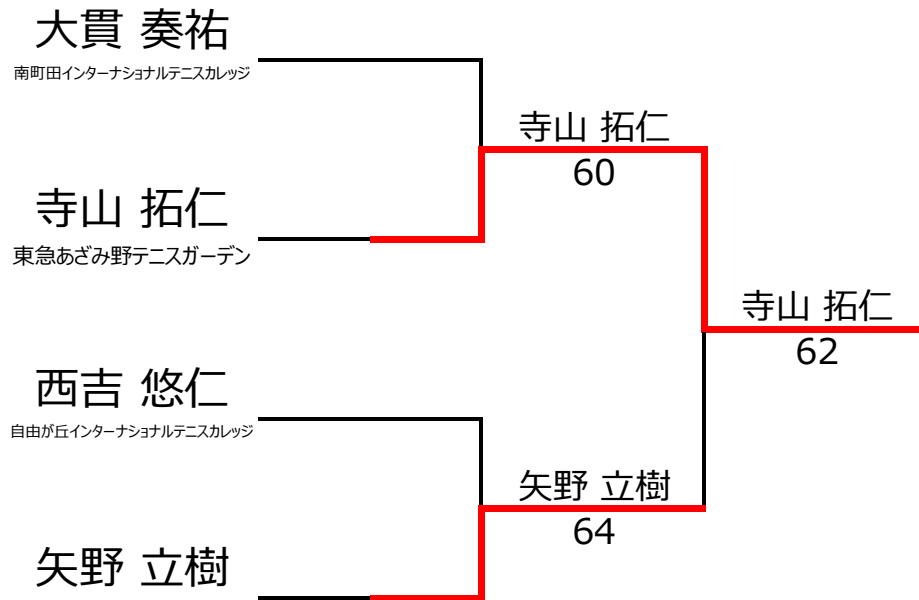 大貫 奏祐
南町田インターナショナルテニスカレッジ
寺山 拓仁
60
寺山 拓仁
東急あざみ野テニスガーデン
寺山 拓仁
62
西吉 悠仁
自由が丘インターナショナルテニスカレッジ
矢野 立樹
64
矢野 立樹